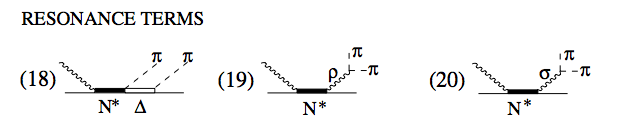 RESONANCE TERMS
π π π π
(18) (19) ρ -π (20) σ -π
N* Δ N* N*